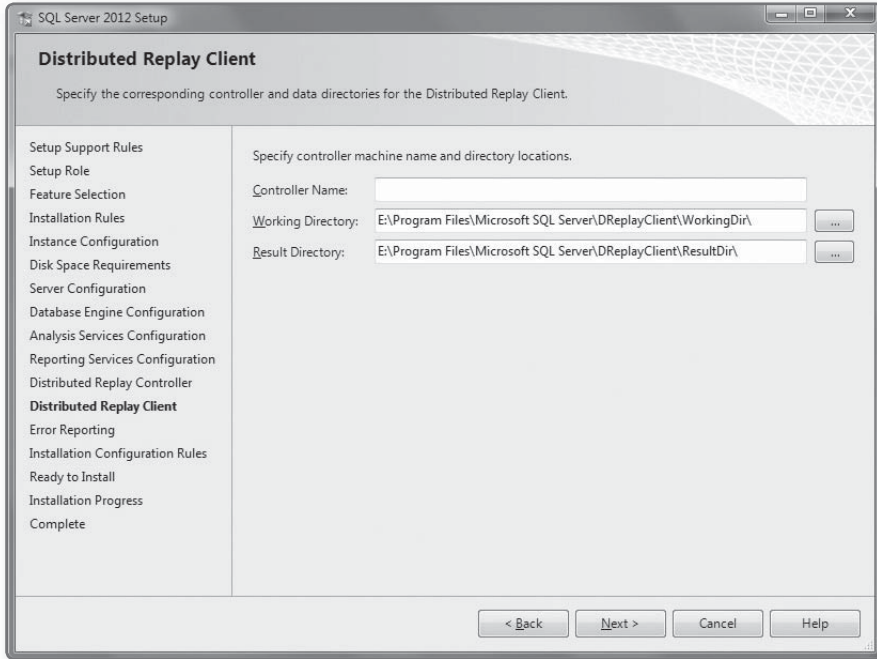 SQL Server 2012 Setup
Distributed Replay Client
Specify the corresponding controller and data directories for the Distributed Replay Client.
Setup Support Rules
Setup Role
Feature Selection
Installation Rules
Instance Configuration
Disk Space Requirements
Server Configuration
Database Engine Configuration
Analysis Services Configuration
Reporting Services Configuration
Distributed Replay Controller
Distributed Replay Client
Error Reporting
Installation Configuration Rules
Ready to Install
Installation Progress
Complete
Specify controller machine name and directory locations.
Controller Name:
Working Directory: E:\Program Files\Microsoft SQL Server\DReplayClient\WorkingDir\ ...
Result Directory: E:\Program Files\Microsoft SQL Server\DReplayClient\ResultDir\ ...
< Back Next > Cancel Help